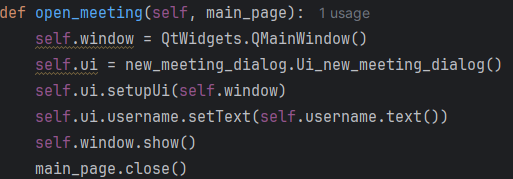 def open_meeting(self, main_page): 1 usage
self.window = QtWidgets.QMainWindow()
self.ui = new_meeting_dialog.Ui_new_meeting_dialog()
self.ui.setupUi(self.window)
self.ui.username.setText(self.username.text())
self.window.show()
main_page.close()